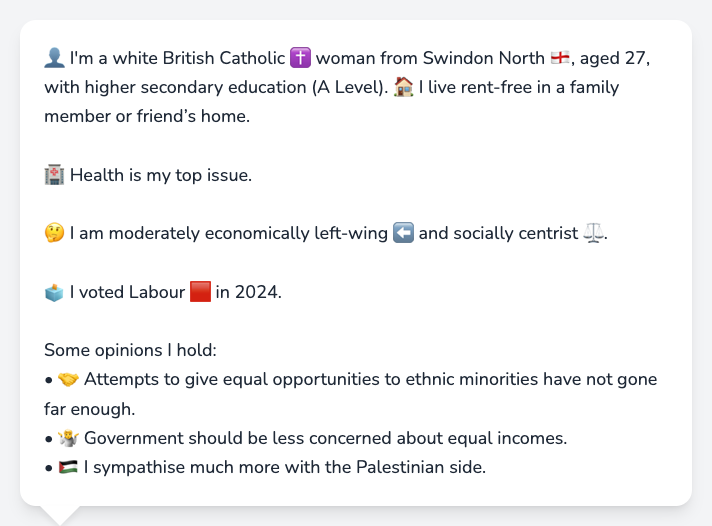 👤 I'm a white British Catholic ✝️ woman from Swindon North 🏴󠁧󠁢󠁥󠁮󠁧󠁿, aged 27,
with higher secondary education (A Level). 🏠 I live rent-free in a family
member or friend’s home.
🏥 Health is my top issue.
🤔 I am moderately economically left-wing ⬅️ and socially centrist ⚖️.
🗳️ I voted Labour 🟥 in 2024.
Some opinions I hold:
• 🤝 Attempts to give equal opportunities to ethnic minorities have not gone
far enough.
• 🤷 Government should be less concerned about equal incomes.
• 🇵🇸 I sympathise much more with the Palestinian side.